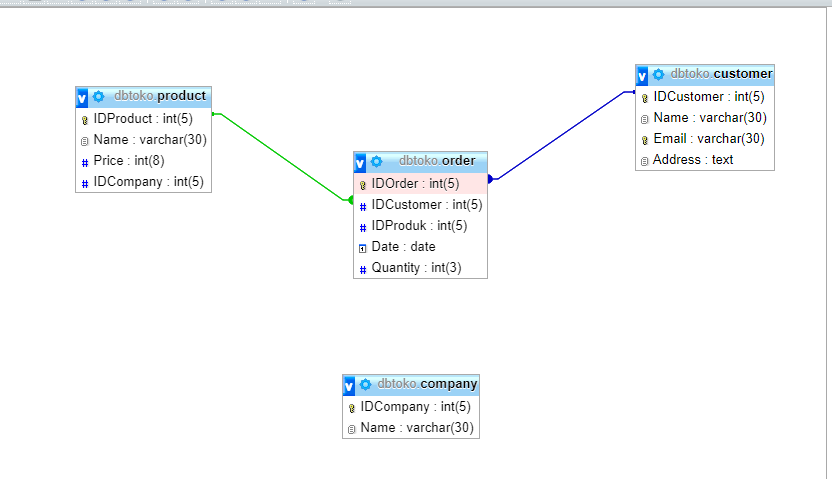 dbtoko.product
IDProduct : int(5)
Name : varchar(30)
Price : int(8)
IDCompany : int(5)
dbtoko.order
IDOrder : int(5)
IDCustomer : int(5)
IDProduk : int(5)
Date : date
Quantity : int(3)
dbtoko.customer
IDCustomer : int(5)
Name : varchar(30)
Email : varchar(30)
Address : text
dbtoko.company
IDCompany : int(5)
Name : varchar(30)